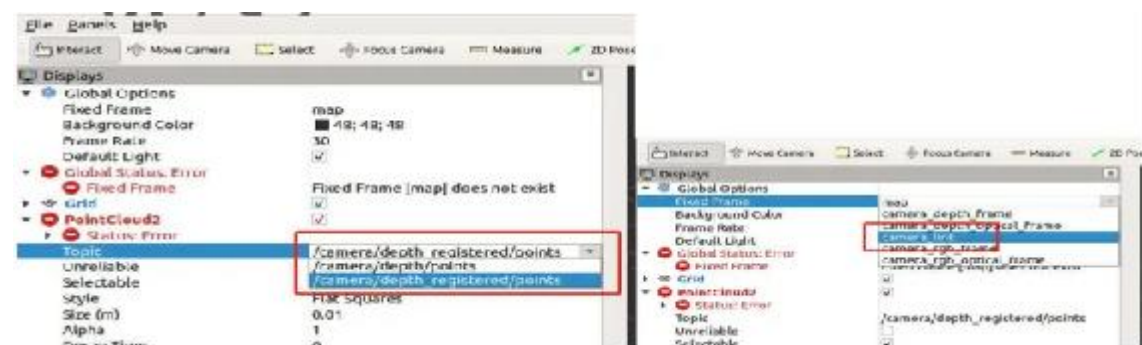 File Panels Help
Interact Move Camera Select Focus Camera Measure 2D Pose
Displays
Global Options
Fixed Frame map
Background Color 48; 48; 48
Frame Rate 30
Default Light
Global Status: Error
Fixed Frame Fixed Frame [map] does not exist
Grid
PointCloud2
Status: Error
Topic /camera/depth_registered/points
/camera/depth/points
Unreliable
/camera/depth_registered/points
Selectable
Style Flat Squares
Size (m) 0.01
Alpha 1
Interact Move Camera Select Focus Camera Measure 2D Po
Displays
Global Options
Fixed Frame map
camera_depth_frame
Background Color
camera_depth_optical_frame
Frame Rate
camera_link
Default Light
camera_rgb_frame
Global Status: Error
camera_rgb_optical_frame
Fixed Frame
Grid
PointCloud2
Status: Error
Topic /camera/depth_registered/points
Unreliable
Selectable